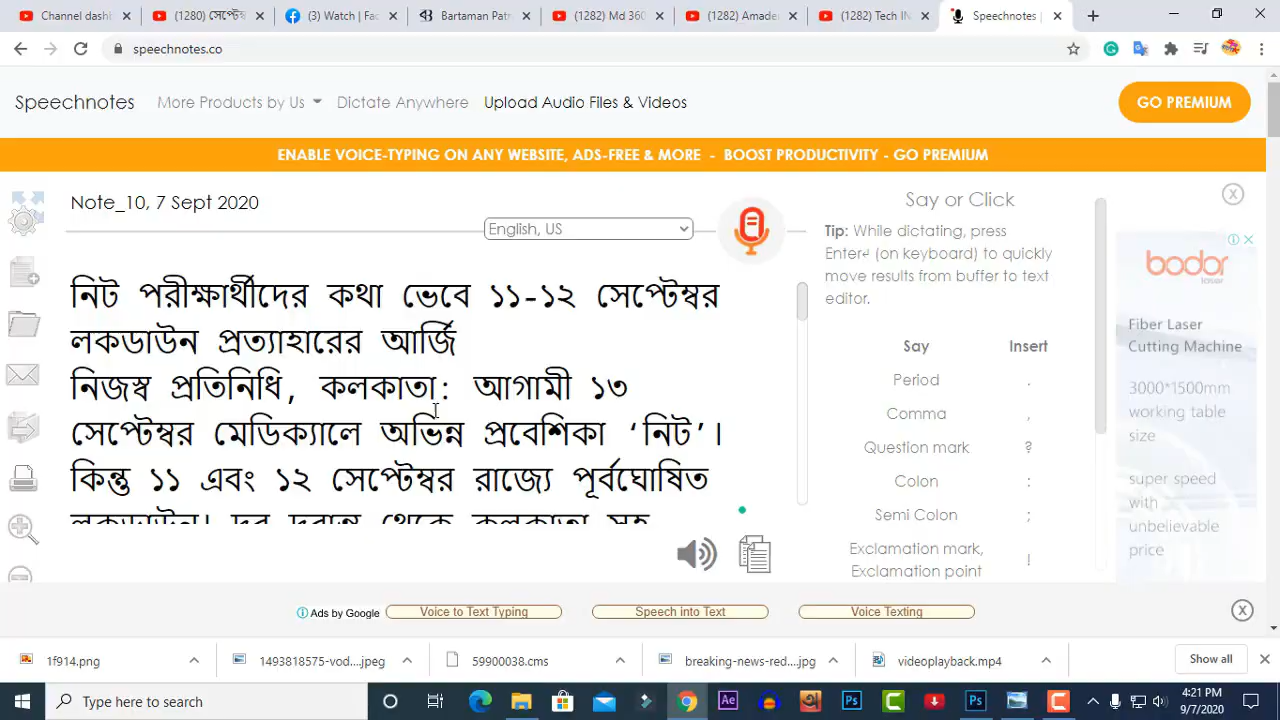 Channel dashb
(1280) সেপ্টে
(3) Watch | Fac
Bartaman Patr
(1282) Md 360
(1282) Amader
(1282) Tech IN
Speechnotes |
speechnotes.co
Speechnotes
More Products by Us
Dictate Anywhere
Upload Audio Files & Videos
GO PREMIUM
ENABLE VOICE-TYPING ON ANY WEBSITE, ADS-FREE & MORE - BOOST PRODUCTIVITY - GO PREMIUM
Note_10, 7 Sept 2020
English, US
নিট পরীক্ষার্থীদের কথা ভেবে ১১-১২ সেপ্টেম্বর
লকডাউন প্রত্যাহারের আর্জি
নিজস্ব প্রতিনিধি, কলকাতা: আগামী ১৩
সেপ্টেম্বর মেডিক্যালে অভিন্ন প্রবেশিকা ‘নিট’।
কিন্তু ১১ এবং ১২ সেপ্টেম্বর রাজ্যে পূর্বঘোষিত
লকডাউন। দূর দূরান্ত থেকে কলকাতা সহ
Say or Click
Tip: While dictating, press
Enter↵ (on keyboard) to quickly
move results from buffer to text
editor.
Say Insert
Period .
Comma ,
Question mark ?
Colon :
Semi Colon ;
Exclamation mark, !
Exclamation point
bodor
laser
Fiber Laser
Cutting Machine
3000*1500mm
working table
size
super speed
with
unbelievable
price
Ads by Google
Voice to Text Typing
Speech into Text
Voice Texting
1f914.png
1493818575-vod....jpeg
59900038.cms
breaking-news-red....jpg
videoplayback.mp4
Show all
Type here to search
4:21 PM
9/7/2020